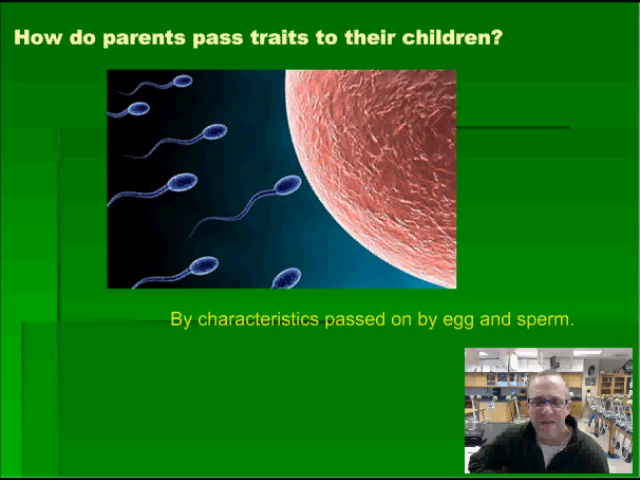 How do parents pass traits to their children?
By characteristics passed on by egg and sperm.